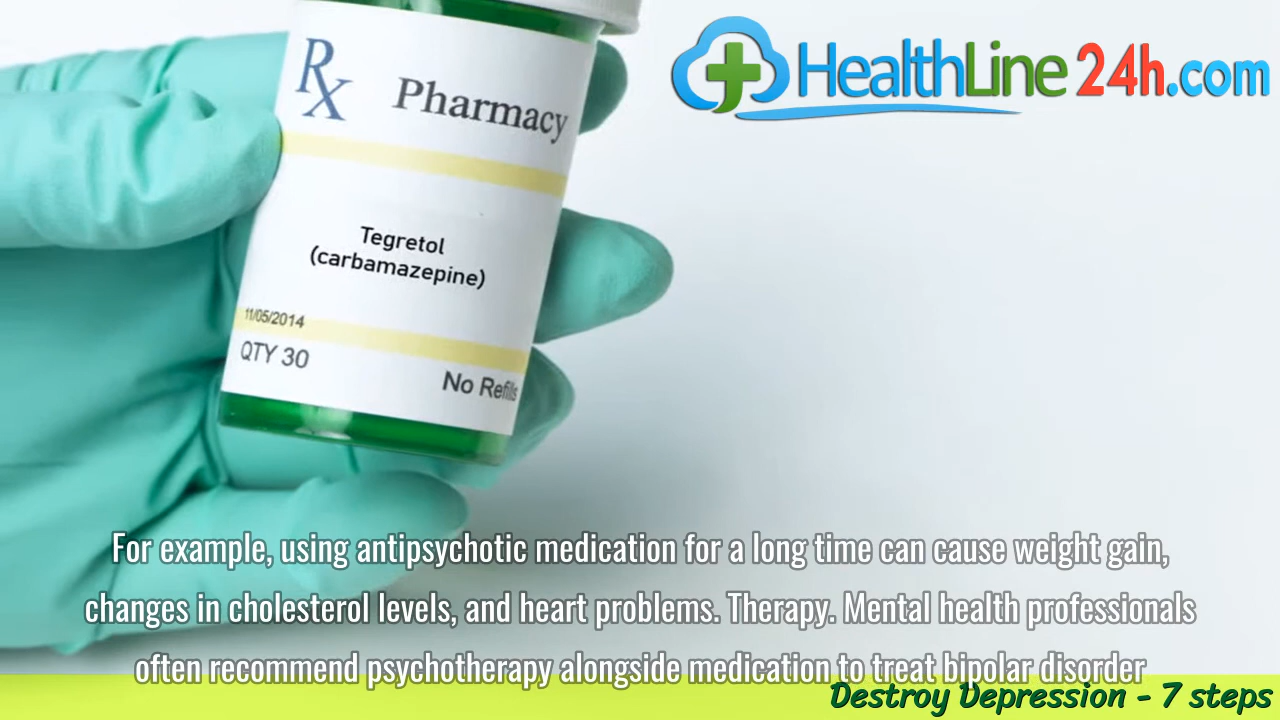 HealthLine24h.com
Rx Pharmacy
Tegretol
(carbamazepine)
11/05/2014
QTY 30
No Refills
For example, using antipsychotic medication for a long time can cause weight gain,
changes in cholesterol levels, and heart problems. Therapy. Mental health professionals
often recommend psychotherapy alongside medication to treat bipolar disorder
Destroy Depression - 7 steps